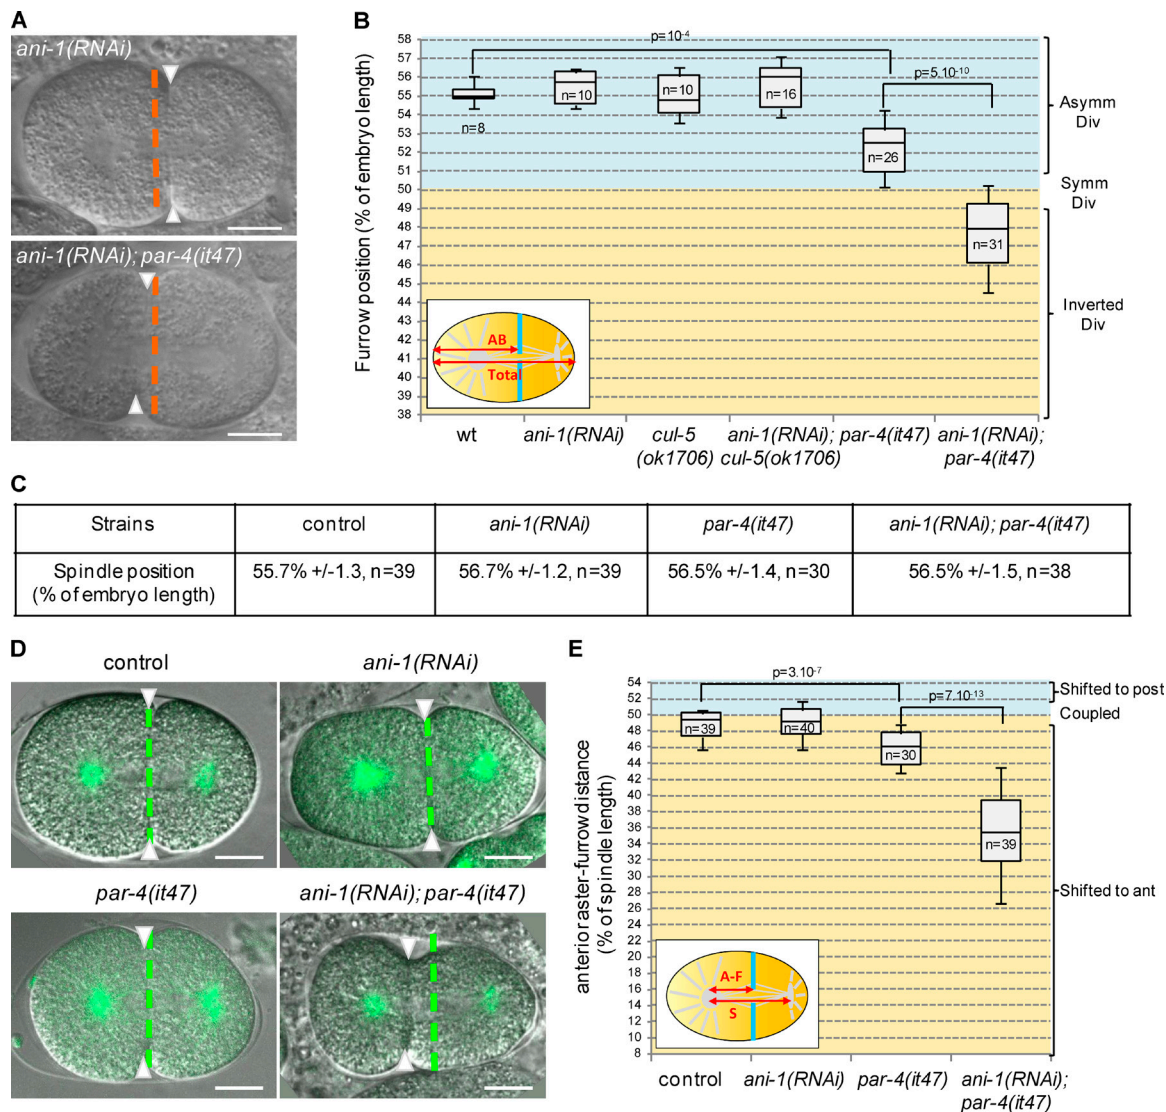 A
ani-1(RNAi)
ani-1(RNAi); par-4(it47)
B
Furrow position (% of embryo length)
58
57
56
55
54
53
52
51
50
49
48
47
46
45
44
43
42
41
40
39
38
p=10-4
p=5.10-10
n=8
n=10
n=10
n=16
n=26
n=31
Asymm
Div
Symm
Div
Inverted
Div
AB
Total
wt
ani-1(RNAi)
cul-5
(ok1706)
ani-1(RNAi);
cul-5(ok1706)
par-4(it47)
ani-1(RNAi);
par-4(it47)
C
Strains control ani-1(RNAi) par-4(it47) ani-1(RNAi); par-4(it47)
Spindle position
(% of embryo length)
55.7% +/-1.3, n=39 56.7% +/-1.2, n=39 56.5% +/-1.4, n=30 56.5% +/-1.5, n=38
D
control
ani-1(RNAi)
par-4(it47)
ani-1(RNAi); par-4(it47)
E
anterior aster-furrow distance
(% of spindle length)
54
52
50
48
46
44
42
40
38
36
34
32
30
28
26
24
22
20
18
16
14
12
10
8
p=3.10-7
p=7.10-13
n=39
n=40
n=30
n=39
Shifted to post
Coupled
Shifted to ant
A-F
S
control
ani-1(RNAi)
par-4(it47)
ani-1(RNAi);
par-4(it47)